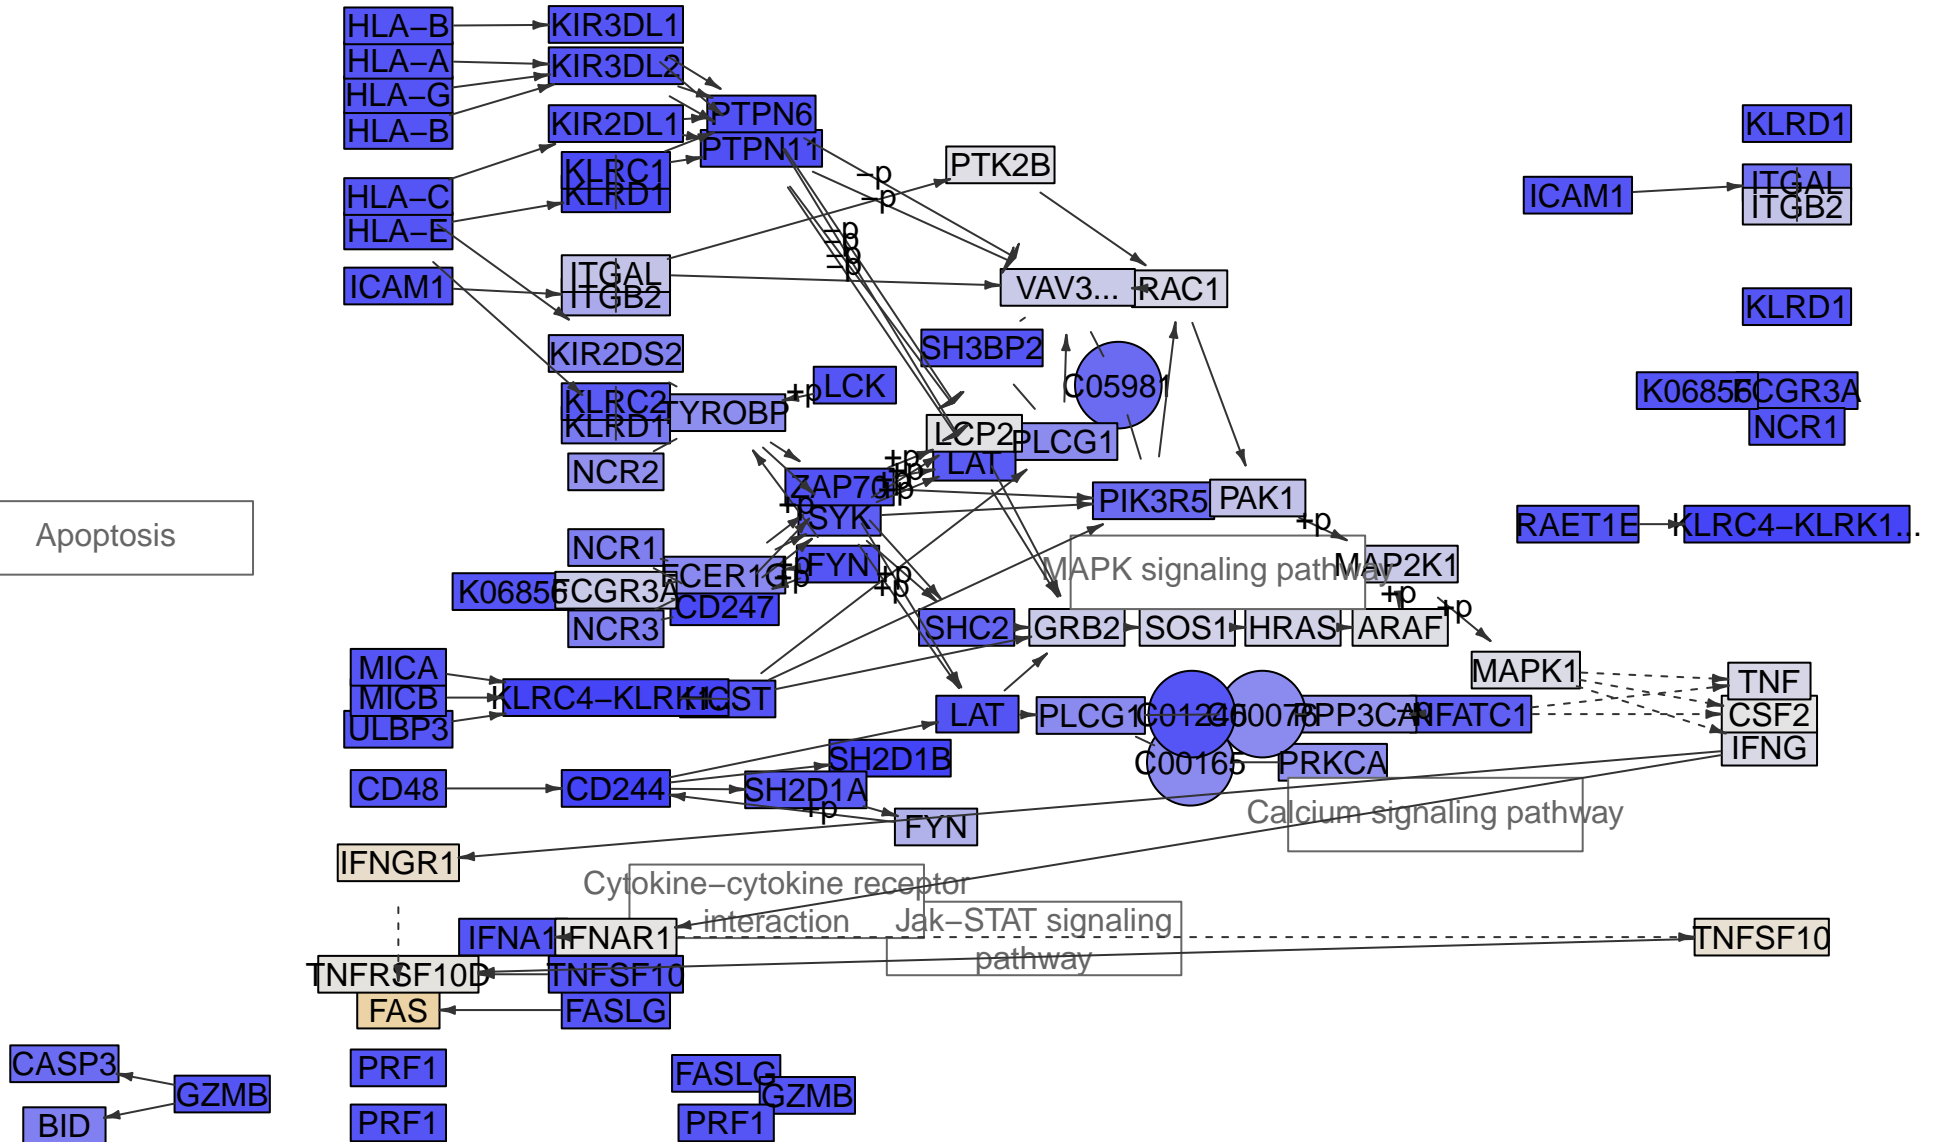 HLA−B
KIR3DL1
HLA−A
KIR3DL2
HLA−G
HLA−B
PTPN6
KIR2DL1
PTPN11
KLRD1
KLRC1
KLRD1
PTK2B
−p
−p
HLA−C
HLA−E
ICAM1
ITGAL
ITGB2
−p
−p
−p
−p
ICAM1
ITGAL
ITGB2
VAV3...
RAC1
KLRD1
KIR2DS2
SH3BP2
C05981
KLRC2
KLRD1
TYROBP
+p
LCK
K06856
FCGR3A
NCR1
LCP2
PLCG1
LAT
NCR2
ZAP70
+p
+p
+p
+p
SYK
PIK3R5
PAK1
+p
RAET1E
KLRC4−KLRK1...
Apoptosis
NCR1
FCER1G
+p
+p
FYN
+p
+p
MAPK signaling pathway
MAP2K1
K06856
FCGR3A
CD247
NCR3
SHC2
GRB2
SOS1
HRAS
ARAF
+p
+p
MICA
MICB
ULBP3
KLRC4−KLRK1...
HCST
MAPK1
TNF
CSF2
IFNG
LAT
PLCG1
C01245
C00076
PPP3CA
−p
NFATC1
C00165
PRKCA
CD48
CD244
SH2D1B
SH2D1A
+p
FYN
Calcium signaling pathway
IFNGR1
Cytokine−cytokine receptor
interaction
Jak−STAT signaling
pathway
IFNA1
IFNAR1
TNFSF10
TNFRSF10D
TNFSF10
FAS
FASLG
CASP3
GZMB
BID
PRF1
PRF1
FASLG
GZMB
PRF1